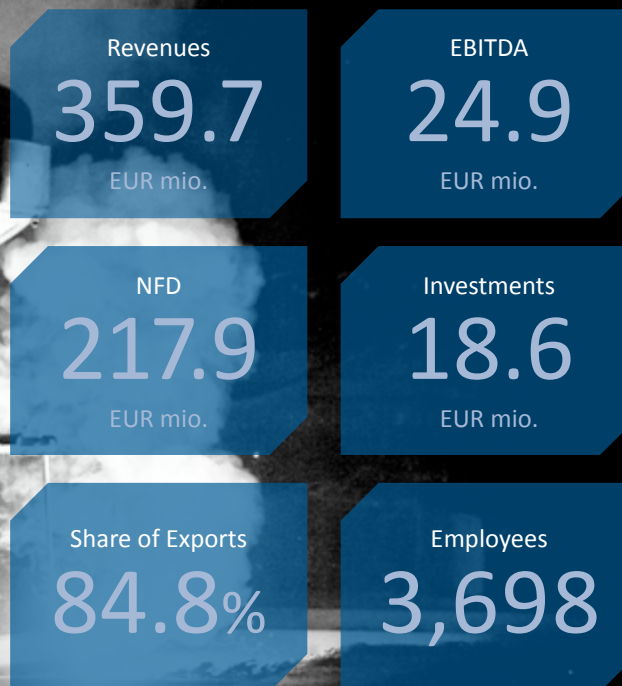 Revenues
359.7
EUR mio.
EBITDA
24.9
EUR mio.
NFD
217.9
EUR mio.
Investments
18.6
EUR mio.
Share of Exports
84.8%
Employees
3,698